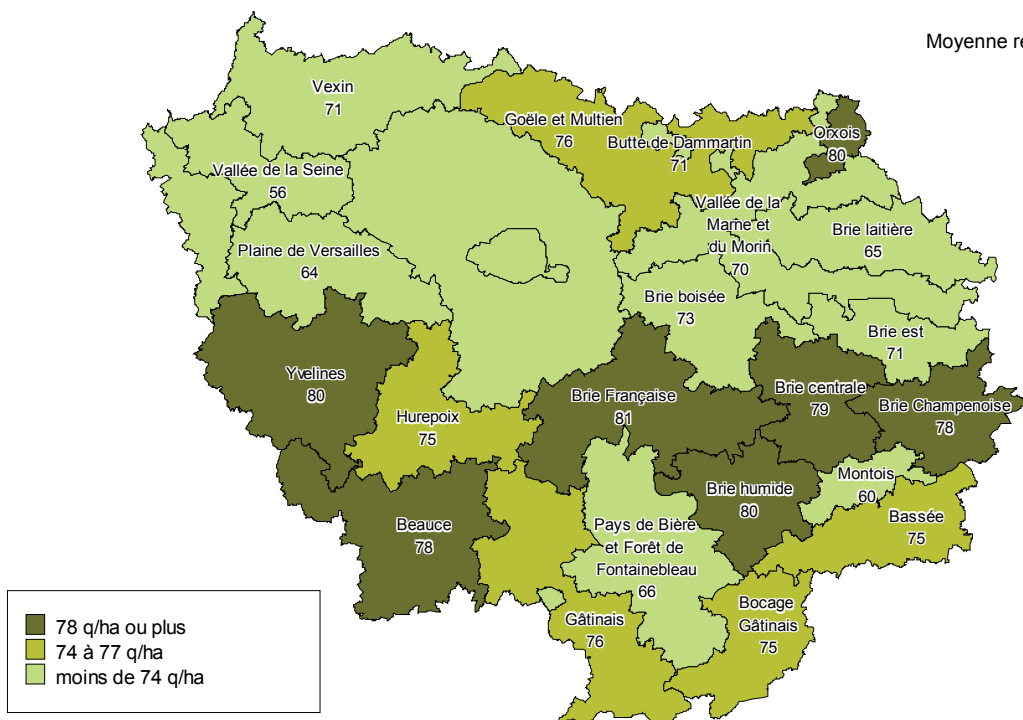 Moyenne re
Vexin
71
Goële et Multien
76
Butte de Dammartin
71
Orxois
80
Vallée de la Seine
56
Vallée de la
Marne et
du Morin
70
Brie laitière
65
Plaine de Versailles
64
Brie boisée
73
Brie est
71
Yvelines
80
Hurepoix
75
Brie Française
81
Brie centrale
79
Brie Champenoise
78
Montois
60
Brie humide
80
Bassée
75
Beauce
78
Pays de Bière
et Forêt de
Fontainebleau
66
Bocage
Gâtinais
75
Gâtinais
76
78 q/ha ou plus
74 à 77 q/ha
moins de 74 q/ha